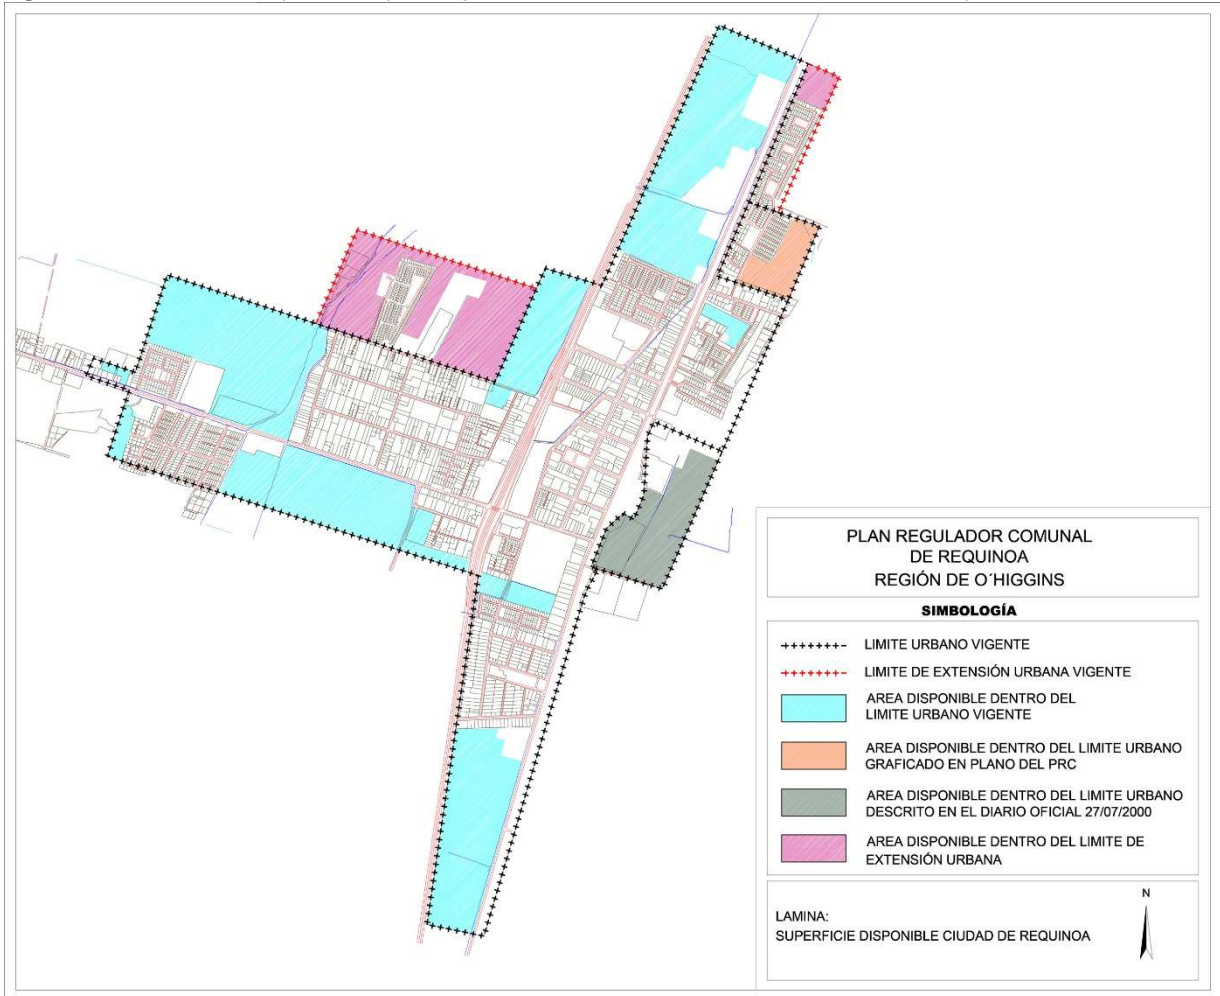 PLAN REGULADOR COMUNAL
DE REQUINOA
REGIÓN DE O´HIGGINS
SIMBOLOGÍA
LIMITE URBANO VIGENTE
LIMITE DE EXTENSIÓN URBANA VIGENTE
AREA DISPONIBLE DENTRO DEL
LIMITE URBANO VIGENTE
AREA DISPONIBLE DENTRO DEL LIMITE URBANO
GRAFICADO EN PLANO DEL PRC
AREA DISPONIBLE DENTRO DEL LIMITE URBANO
DESCRITO EN EL DIARIO OFICIAL 27/07/2000
AREA DISPONIBLE DENTRO DEL LIMITE DE
EXTENSIÓN URBANA
N
LAMINA:
SUPERFICIE DISPONIBLE CIUDAD DE REQUINOA